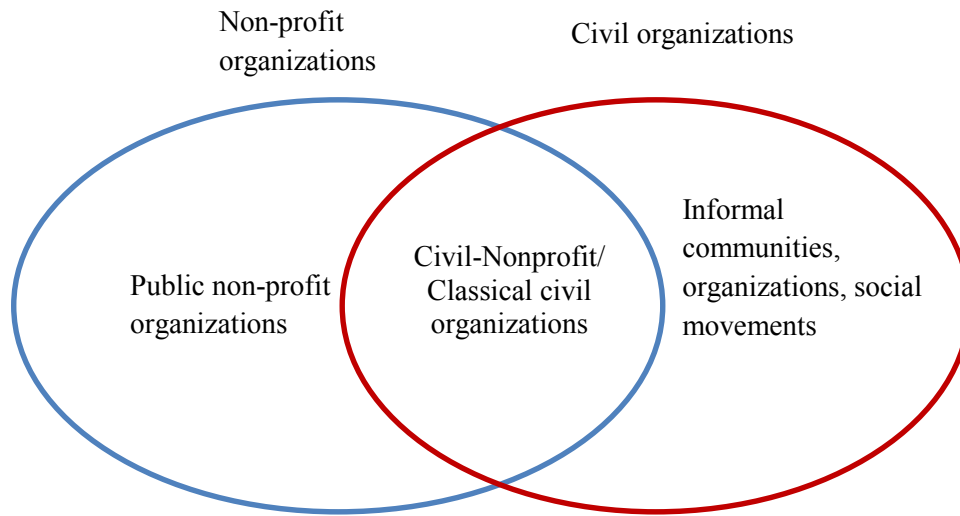 Non-profit
organizations
Civil organizations
Public non-profit
organizations
Civil-Nonprofit/
Classical civil
organizations
Informal
communities,
organizations, social
movements